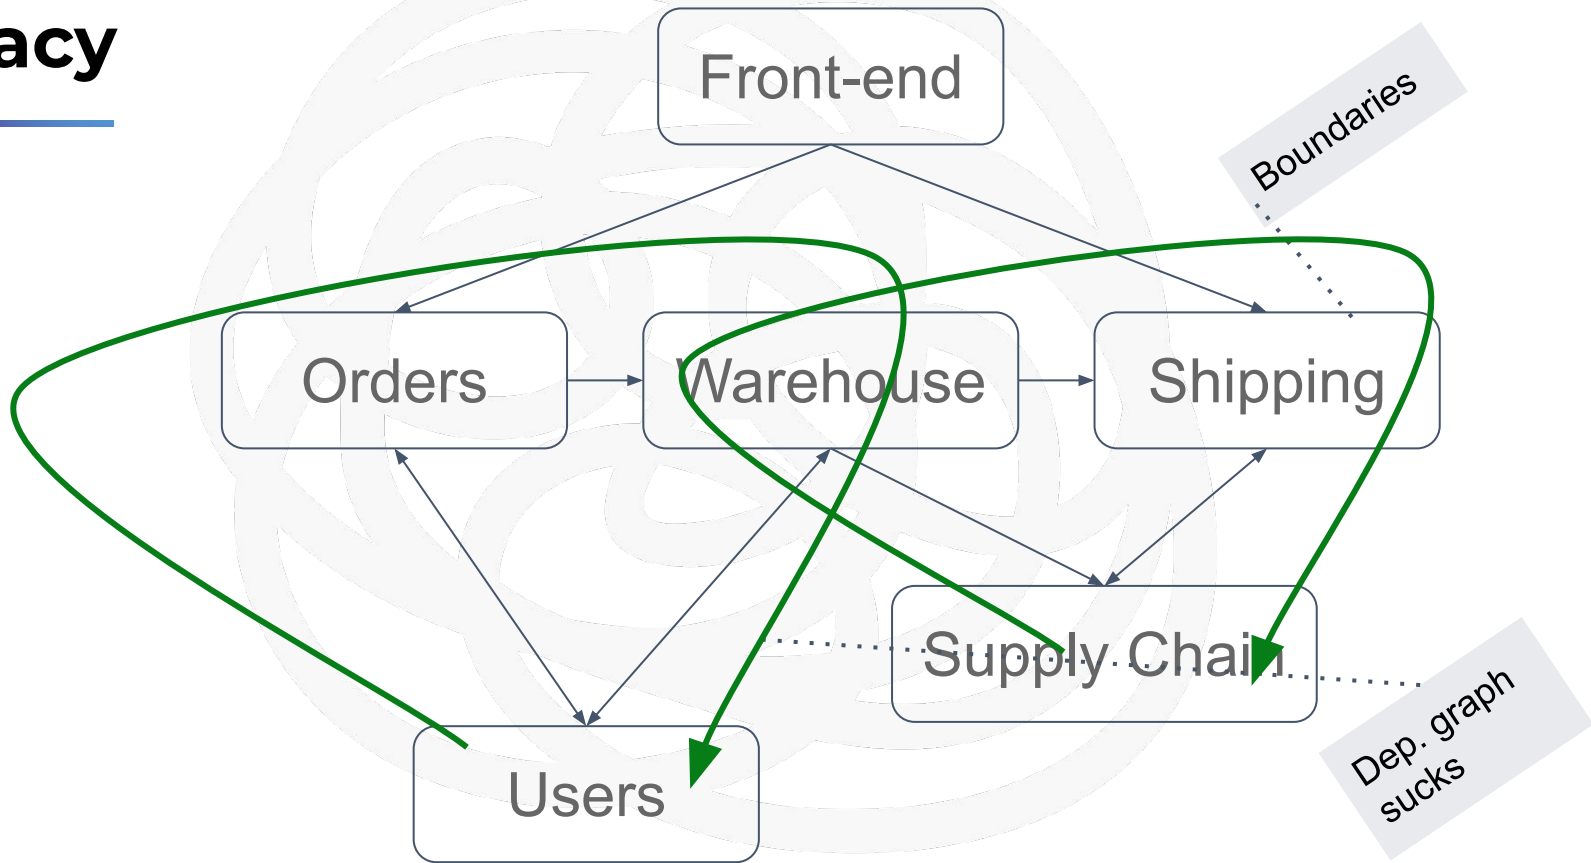 acy
Front-end
Boundaries
Orders
Warehouse
Shipping
Supply Chain
Dep. graph
sucks
Users